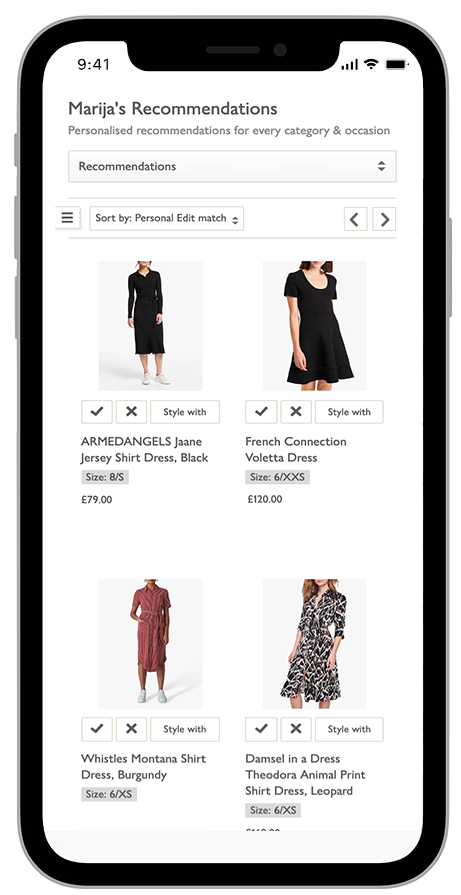 9:41
Marija's Recommendations
Personalised recommendations for every category & occasion
Recommendations
Sort by: Personal Edit match
Style with
Style with
ARMEDANGELS Jaane
Jersey Shirt Dress, Black
Size: 8/S
£79.00
French Connection
Voletta Dress
Size: 6/XXS
£120.00
Style with
Style with
Whistles Montana Shirt
Dress, Burgundy
Size: 6/XS
Damsel in a Dress
Theodora Animal Print
Shirt Dress, Leopard
Size: 6/XS